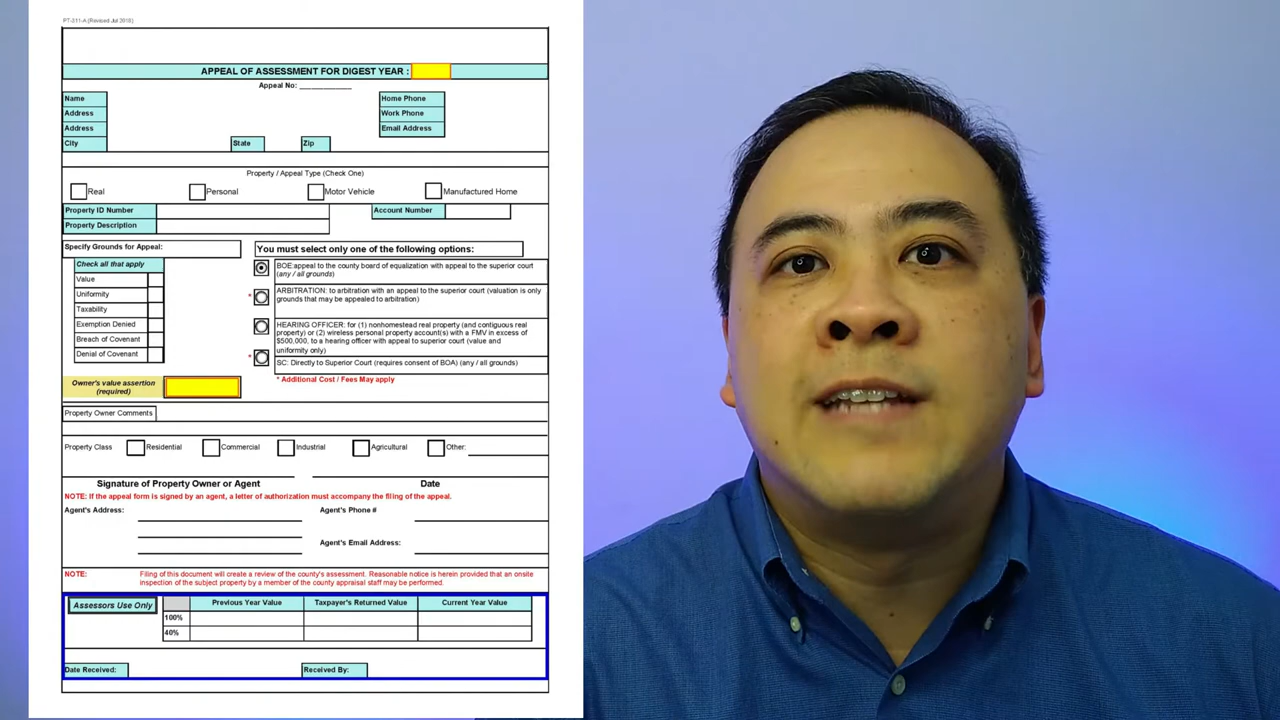 PT-311-A (Revised Jul 2015)
APPEAL OF ASSESSMENT FOR DIGEST YEAR :
Appeal No: ____________
Name
Home Phone
Address
Work Phone
Address
Email Address
City
State
Zip
Property / Appeal Type (Check One)
Real
Personal
Motor Vehicle
Manufactured Home
Property ID Number
Account Number
Property Description
Specify Grounds for Appeal:
Check all that apply
Value
Uniformity
Taxability
Exemption Denied
Breach of Covenant
Denial of Covenant
Owner's value assertion
(required)
You must select only one of the following options:
BOE:appeal to the county board of equalization with appeal to the superior court
(any / all grounds)
* ARBITRATION: to arbitration with an appeal to the superior court (valuation is only
grounds that may be appealed to arbitration)
HEARING OFFICER: for (1) nonhomestead real property (and contiguous real
property) or (2) wireless personal property account(s) with a FMV in excess of
$500,000, to a hearing officer with appeal to superior court (value and
uniformity only)
* SC: Directly to Superior Court (requires consent of BOA) (any / all grounds)
* Additional Cost / Fees May apply
Property Owner Comments
Property Class
Residential
Commercial
Industrial
Agricultural
Other:
Signature of Property Owner or Agent
Date
NOTE: If the appeal form is signed by an agent, a letter of authorization must accompany the filing of the appeal.
Agent's Address:
Agent's Phone #
Agent's Email Address:
NOTE: Filing of this document will create a review of the county's assessment. Reasonable notice is herein provided that an onsite
inspection of the subject property by a member of the county appraisal staff may be performed.
Assessors Use Only
Previous Year Value
Taxpayer's Returned Value
Current Year Value
100%
40%
Date Received:
Received By: